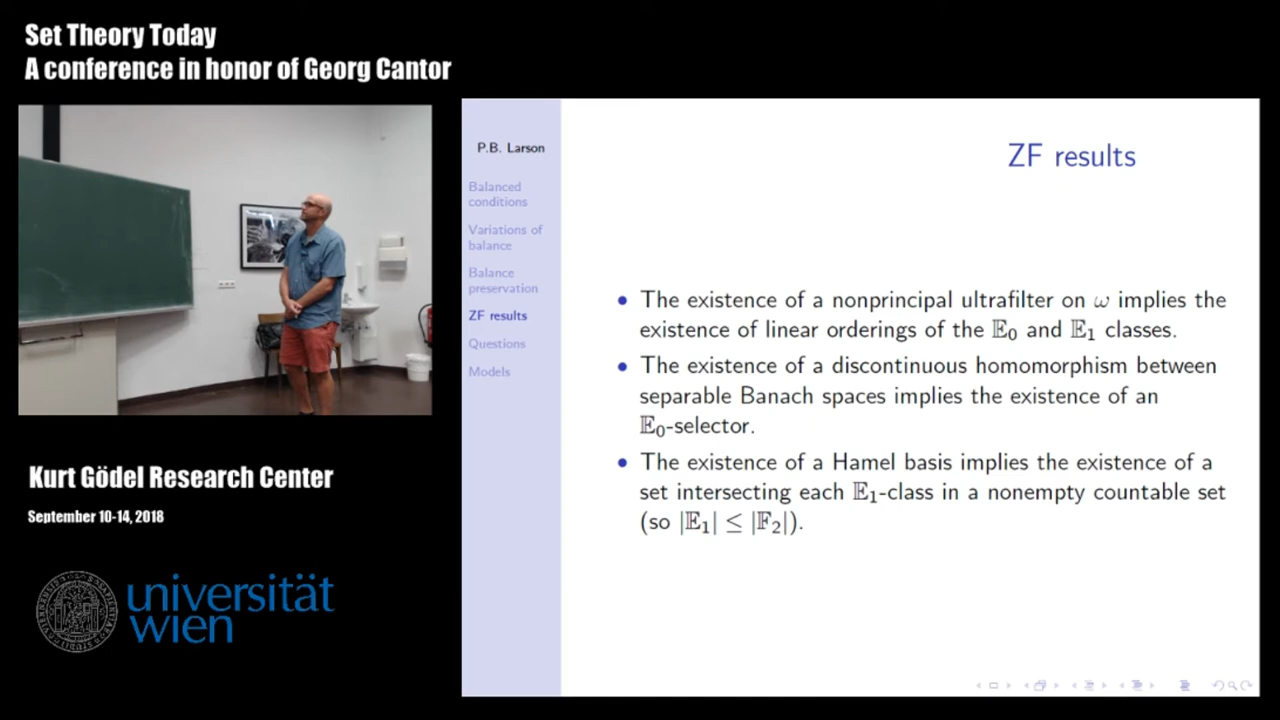 Set Theory Today
A conference in honor of Georg Cantor
Kurt Gödel Research Center
September 10-14, 2018
universität
wien
P.B. Larson
Balanced
conditions
Variations of
balance
Balance
preservation
ZF results
Questions
Models
ZF results
• The existence of a nonprincipal ultrafilter on ω implies the
existence of linear orderings of the 𝔼₀ and 𝔼₁ classes.
• The existence of a discontinuous homomorphism between
separable Banach spaces implies the existence of an
𝔼₀-selector.
• The existence of a Hamel basis implies the existence of a
set intersecting each 𝔼₁-class in a nonempty countable set
(so |𝔼₁| ≤ |𝔽₂|).